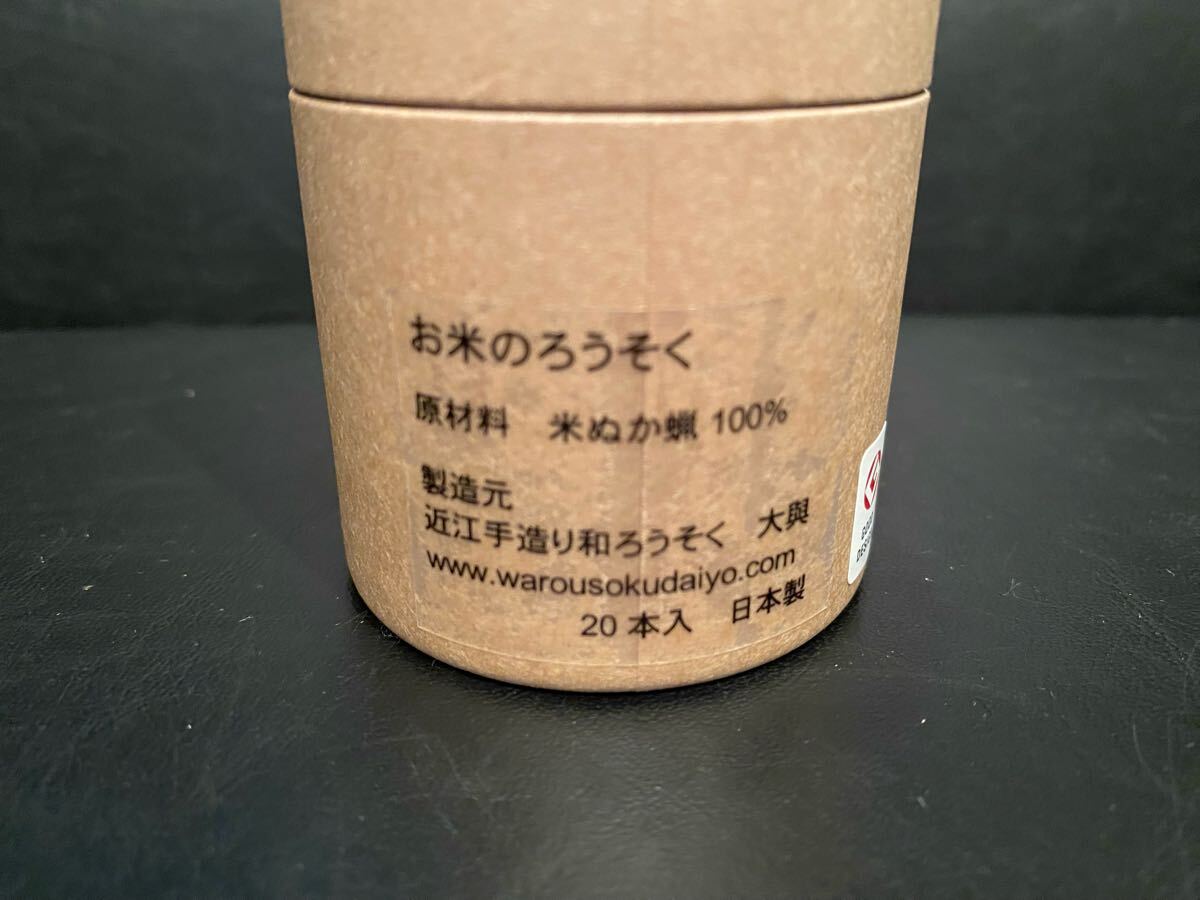 お米のろうそく
原材料　米ぬか蝋 100%
製造元
近江手造り和ろうそく　大與
www.warousokudaiyo.com
20 本入　日本製